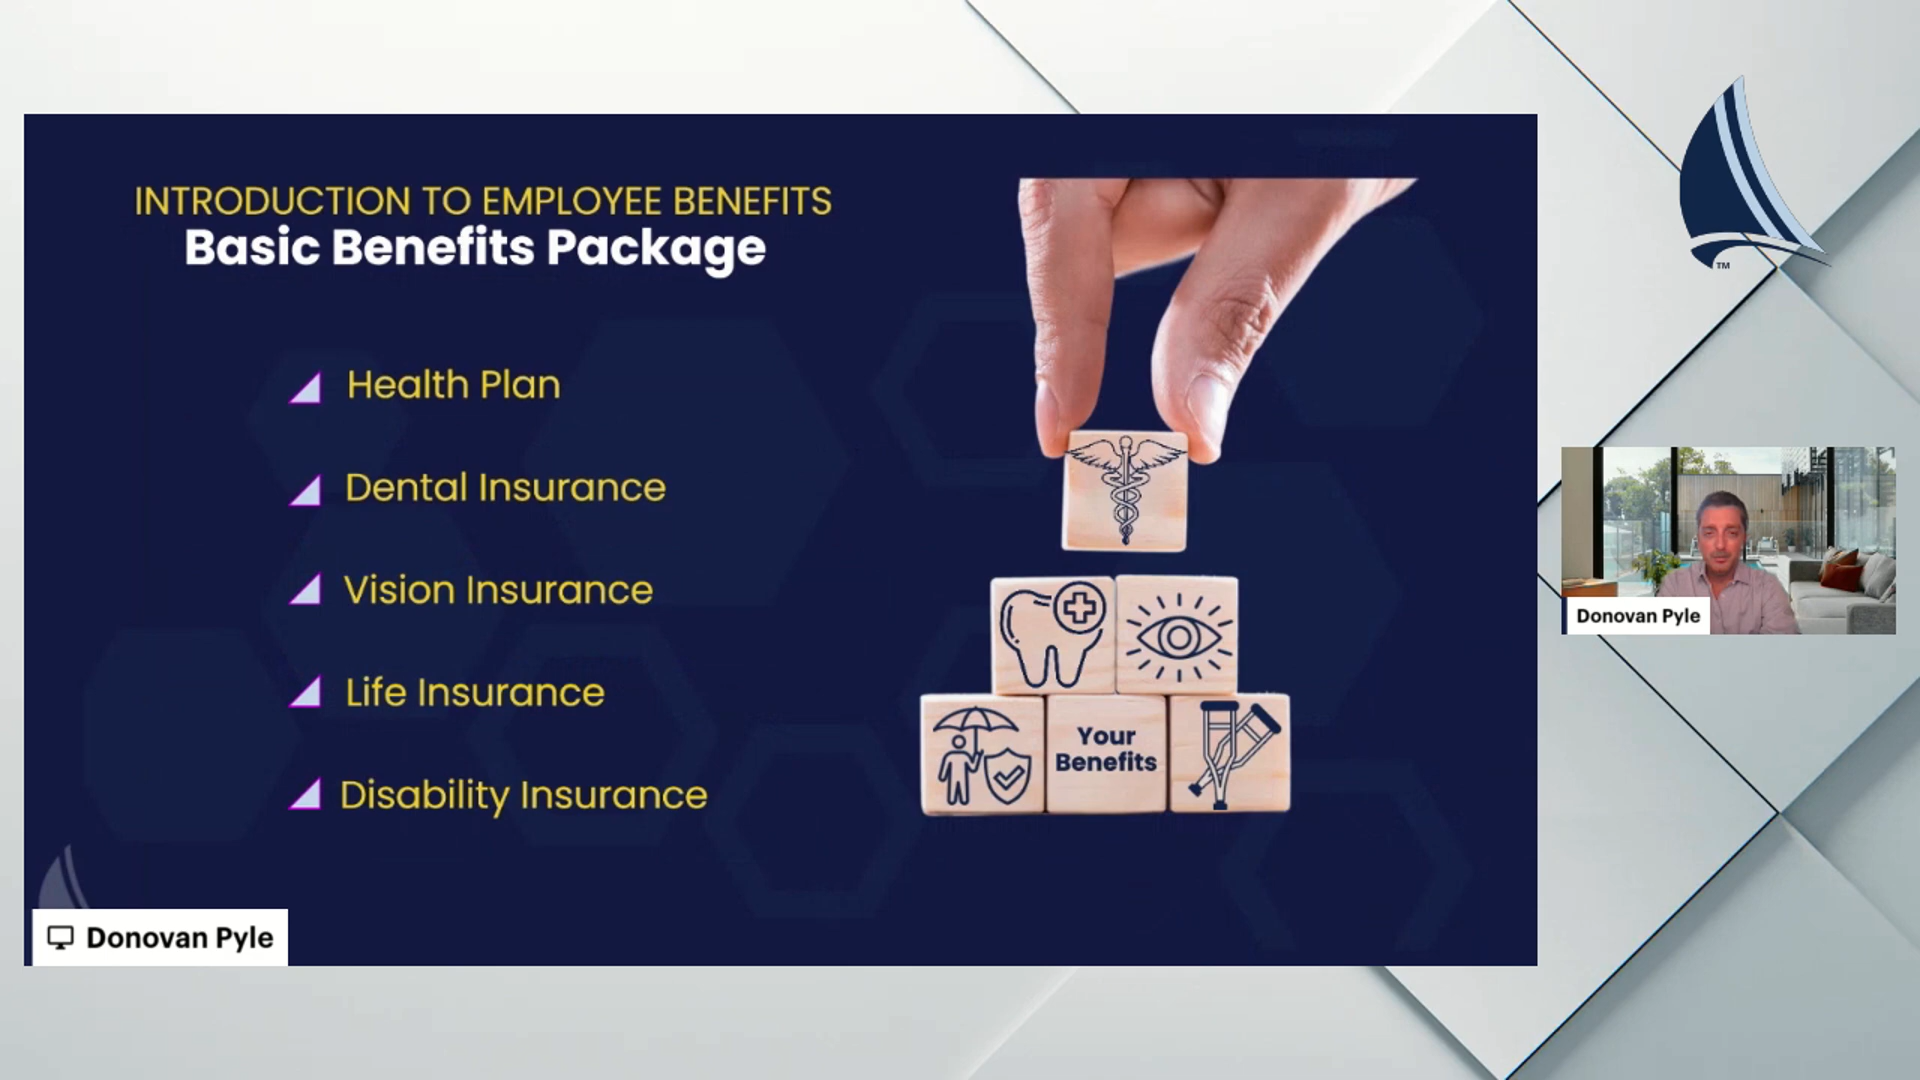 INTRODUCTION TO EMPLOYEE BENEFITS
Basic Benefits Package
Health Plan
Dental Insurance
Vision Insurance
Life Insurance
Disability Insurance
Your
Benefits
Donovan Pyle
TM
Donovan Pyle